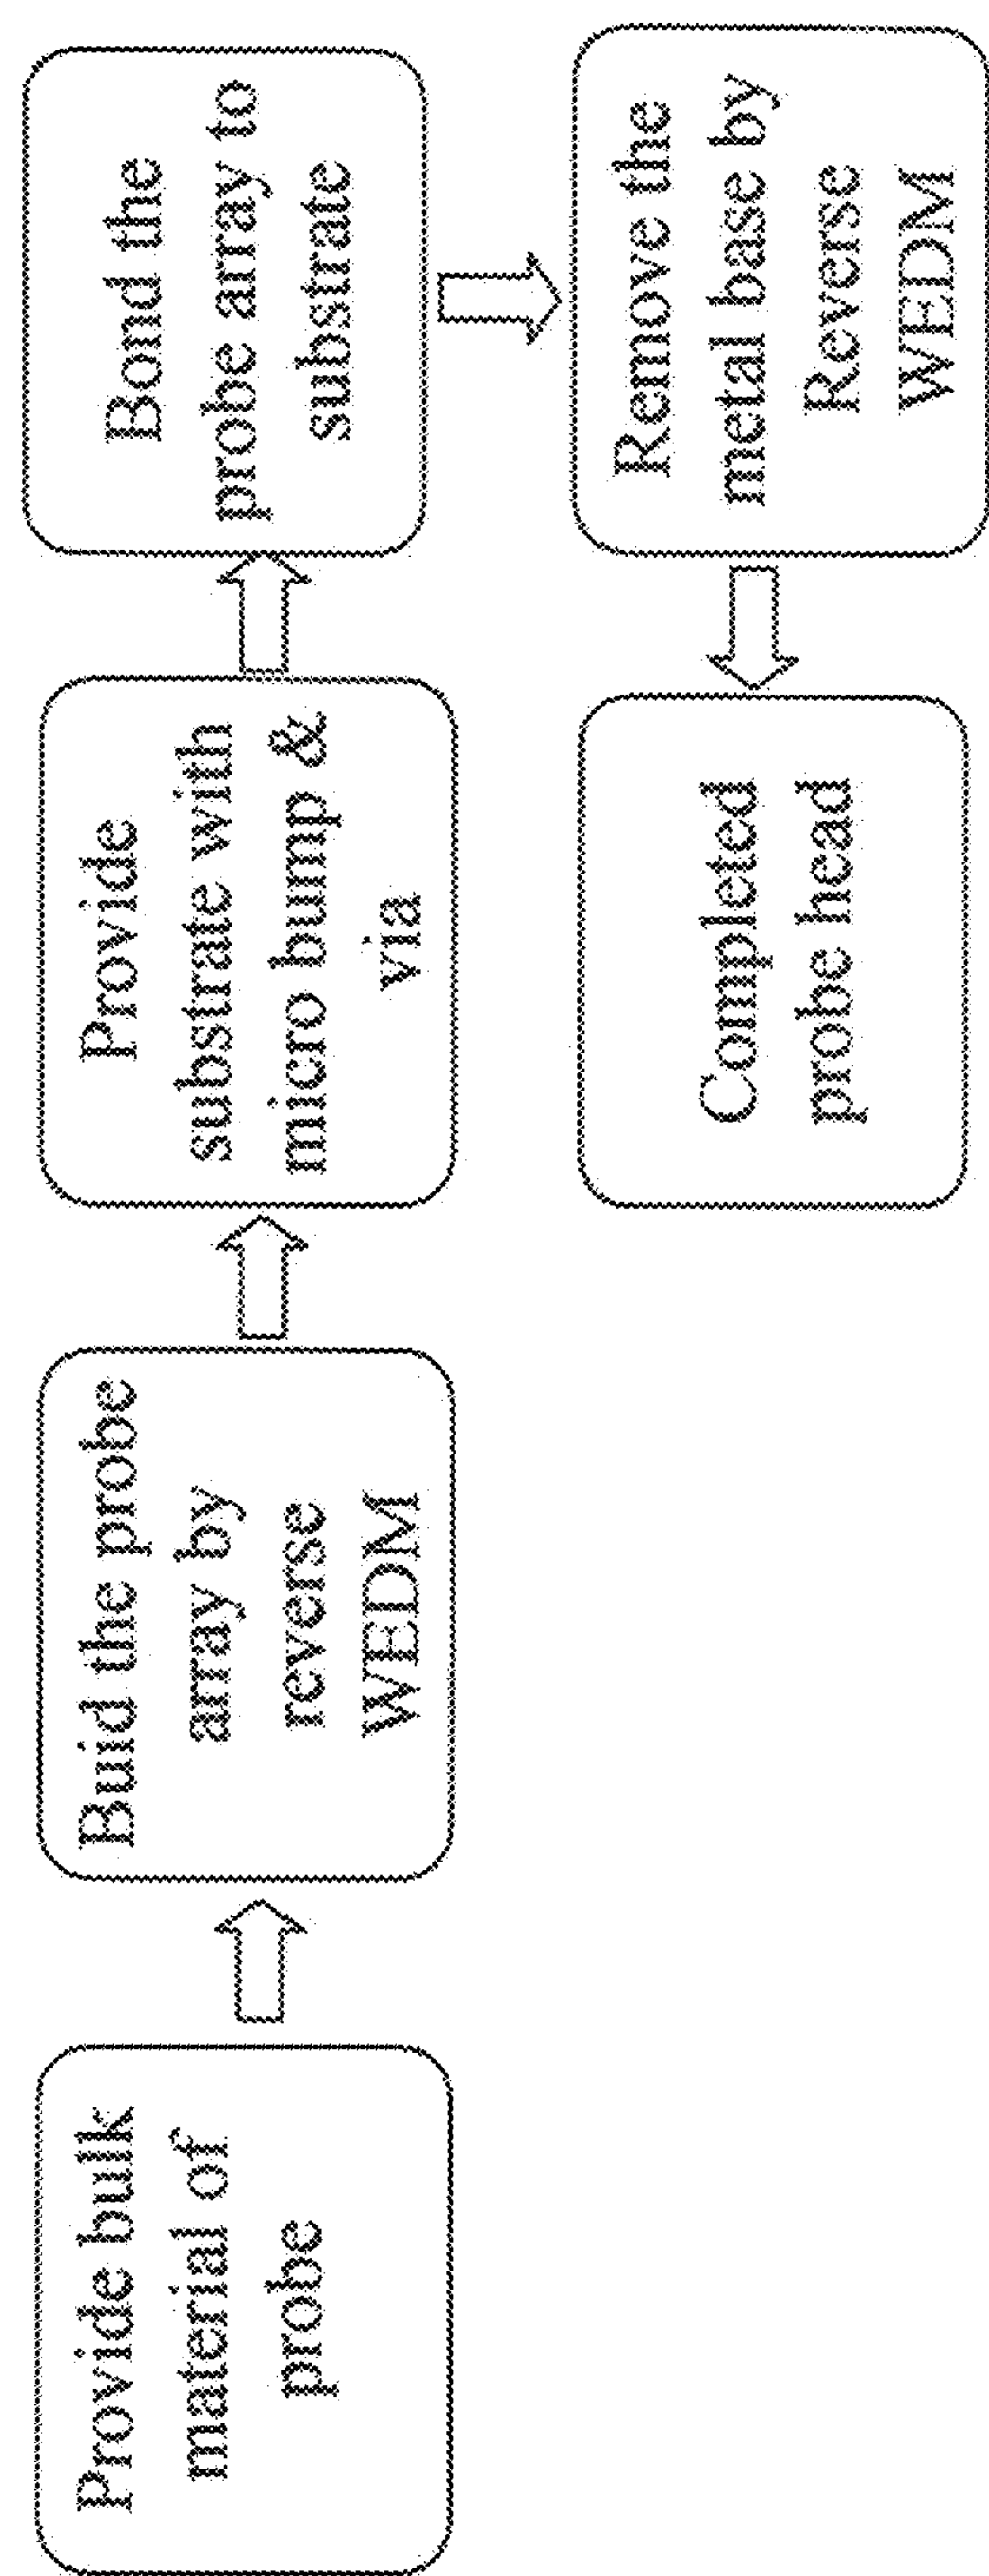 Provide bulk
material of
probe
Buid the probe
array by
reverse
WEDM
Provide
substrate with
micro bump &
via
Bond the
probe array to
substrate
Remove the
metal base by
Reverse
WEDM
Completed
probe head